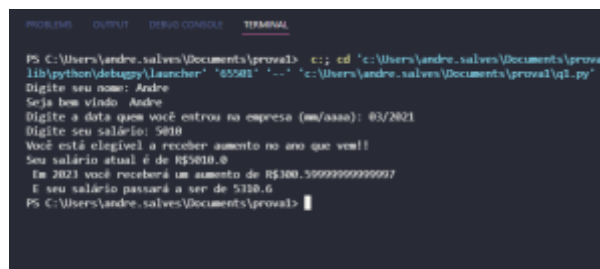 PROBLEMS OUTPUT DEBUG CONSOLE TERMINAL
PS C:\Users\andre.salves\Documents\prova1> c:; cd 'c:\Users\andre.salves\Documents\prova
lib\python\debugpy\launcher' '65501' '--' 'c:\Users\andre.salves\Documents\prova1\q1.py'
Digite seu nome: Andre
Seja bem vindo Andre
Digite a data quem você entrou na empresa (mm/aaaa): 03/2021
Digite seu salário: 5010
Você está elegível a receber aumento no ano que vem!!
Seu salário atual é de R$5010.0
Em 2023 você receberá um aumento de R$300.59999999999997
E seu salário passará a ser de 5310.6
PS C:\Users\andre.salves\Documents\prova1>